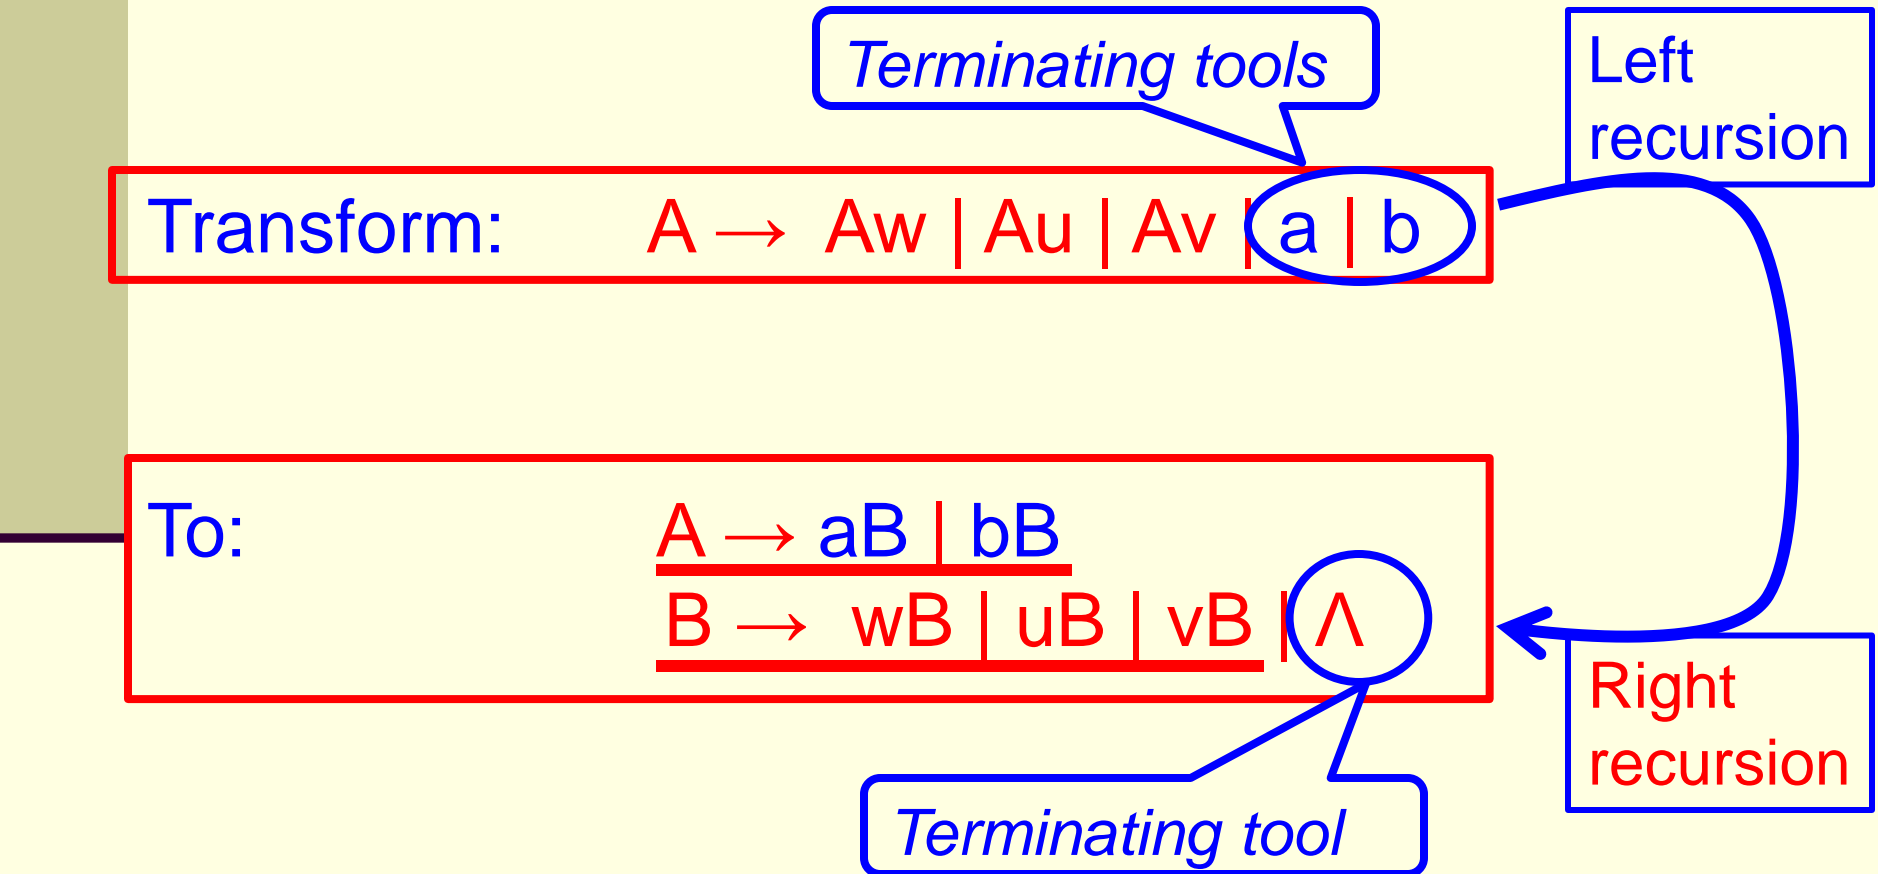 Terminating tools
Left
recursion
Transform: A → Aw | Au | Av | a | b
To: A → aB | bB
B → wB | uB | vB | Λ
Right
recursion
Terminating tool